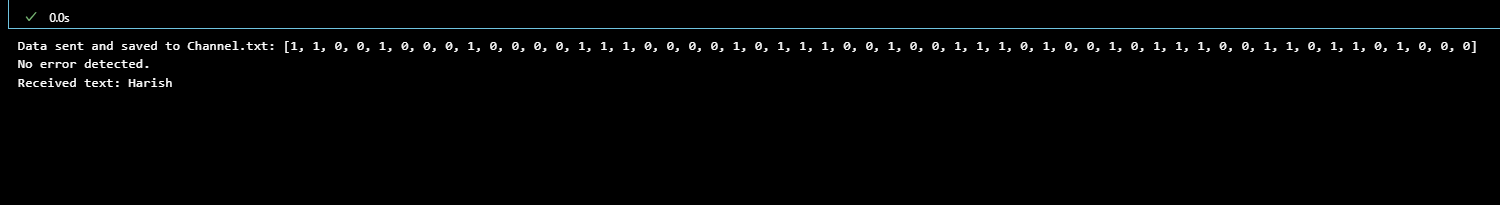 0.0s
Data sent and saved to Channel.txt: [1, 1, 0, 0, 1, 0, 0, 0, 1, 0, 0, 0, 0, 1, 1, 1, 0, 0, 0, 0, 1, 0, 1, 1, 1, 0, 0, 1, 0, 0, 1, 1, 1, 0, 1, 0, 0, 1, 0, 1, 1, 1, 0, 0, 1, 1, 0, 1, 1, 0, 1, 0, 0, 0]
No error detected.
Received text: Harish